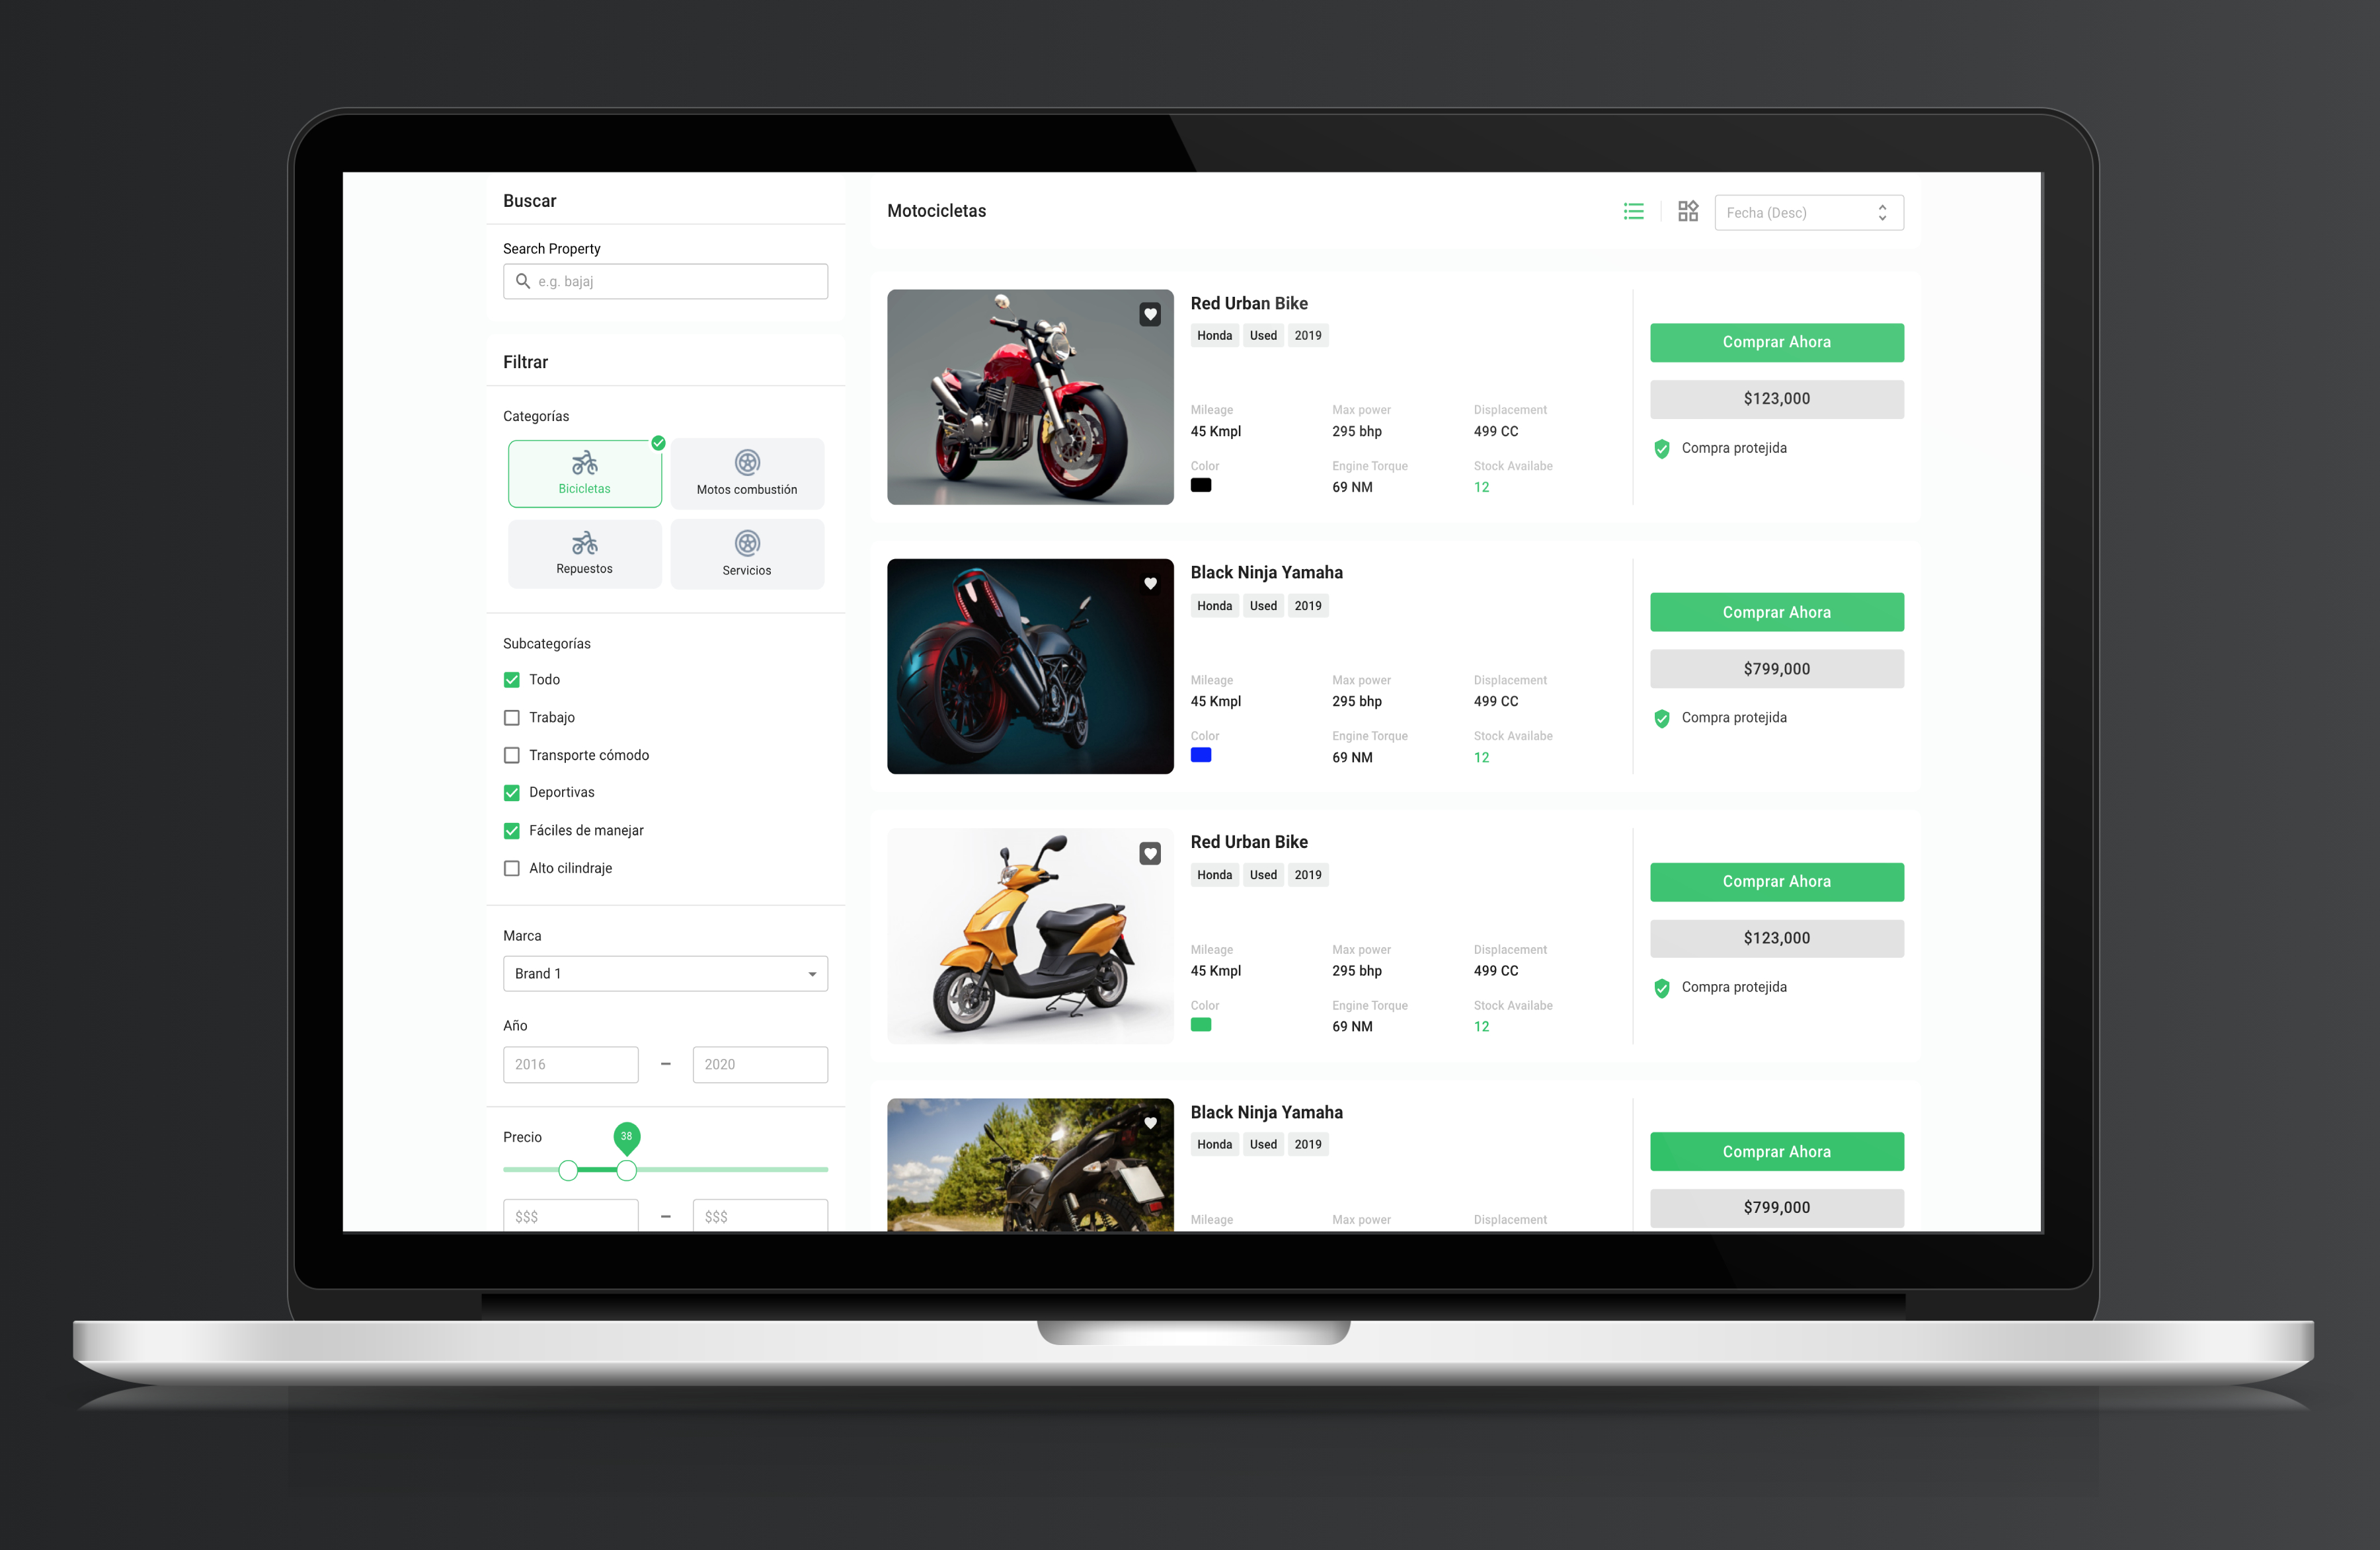 Buscar
Search Property
e.g. bajaj
Filtrar
Categorías
Bicicletas
Motos combustión
Repuestos
Servicios
Subcategorías
Todo
Trabajo
Transporte cómodo
Deportivas
Fáciles de manejar
Alto cilindraje
Marca
Brand 1
Año
2016 – 2020
Precio
38
$$$ – $$$
Motocicletas
Fecha (Desc)
Red Urban Bike
Honda Used 2019
Mileage Max power Displacement
45 Kmpl 295 bhp 499 CC
Color Engine Torque Stock Availabe
69 NM 12
Comprar Ahora
$123,000
Compra protejida
Black Ninja Yamaha
Honda Used 2019
Mileage Max power Displacement
45 Kmpl 295 bhp 499 CC
Color Engine Torque Stock Availabe
69 NM 12
Comprar Ahora
$799,000
Compra protejida
Red Urban Bike
Honda Used 2019
Mileage Max power Displacement
45 Kmpl 295 bhp 499 CC
Color Engine Torque Stock Availabe
69 NM 12
Comprar Ahora
$123,000
Compra protejida
Black Ninja Yamaha
Honda Used 2019
Mileage Max power Displacement
Comprar Ahora
$799,000